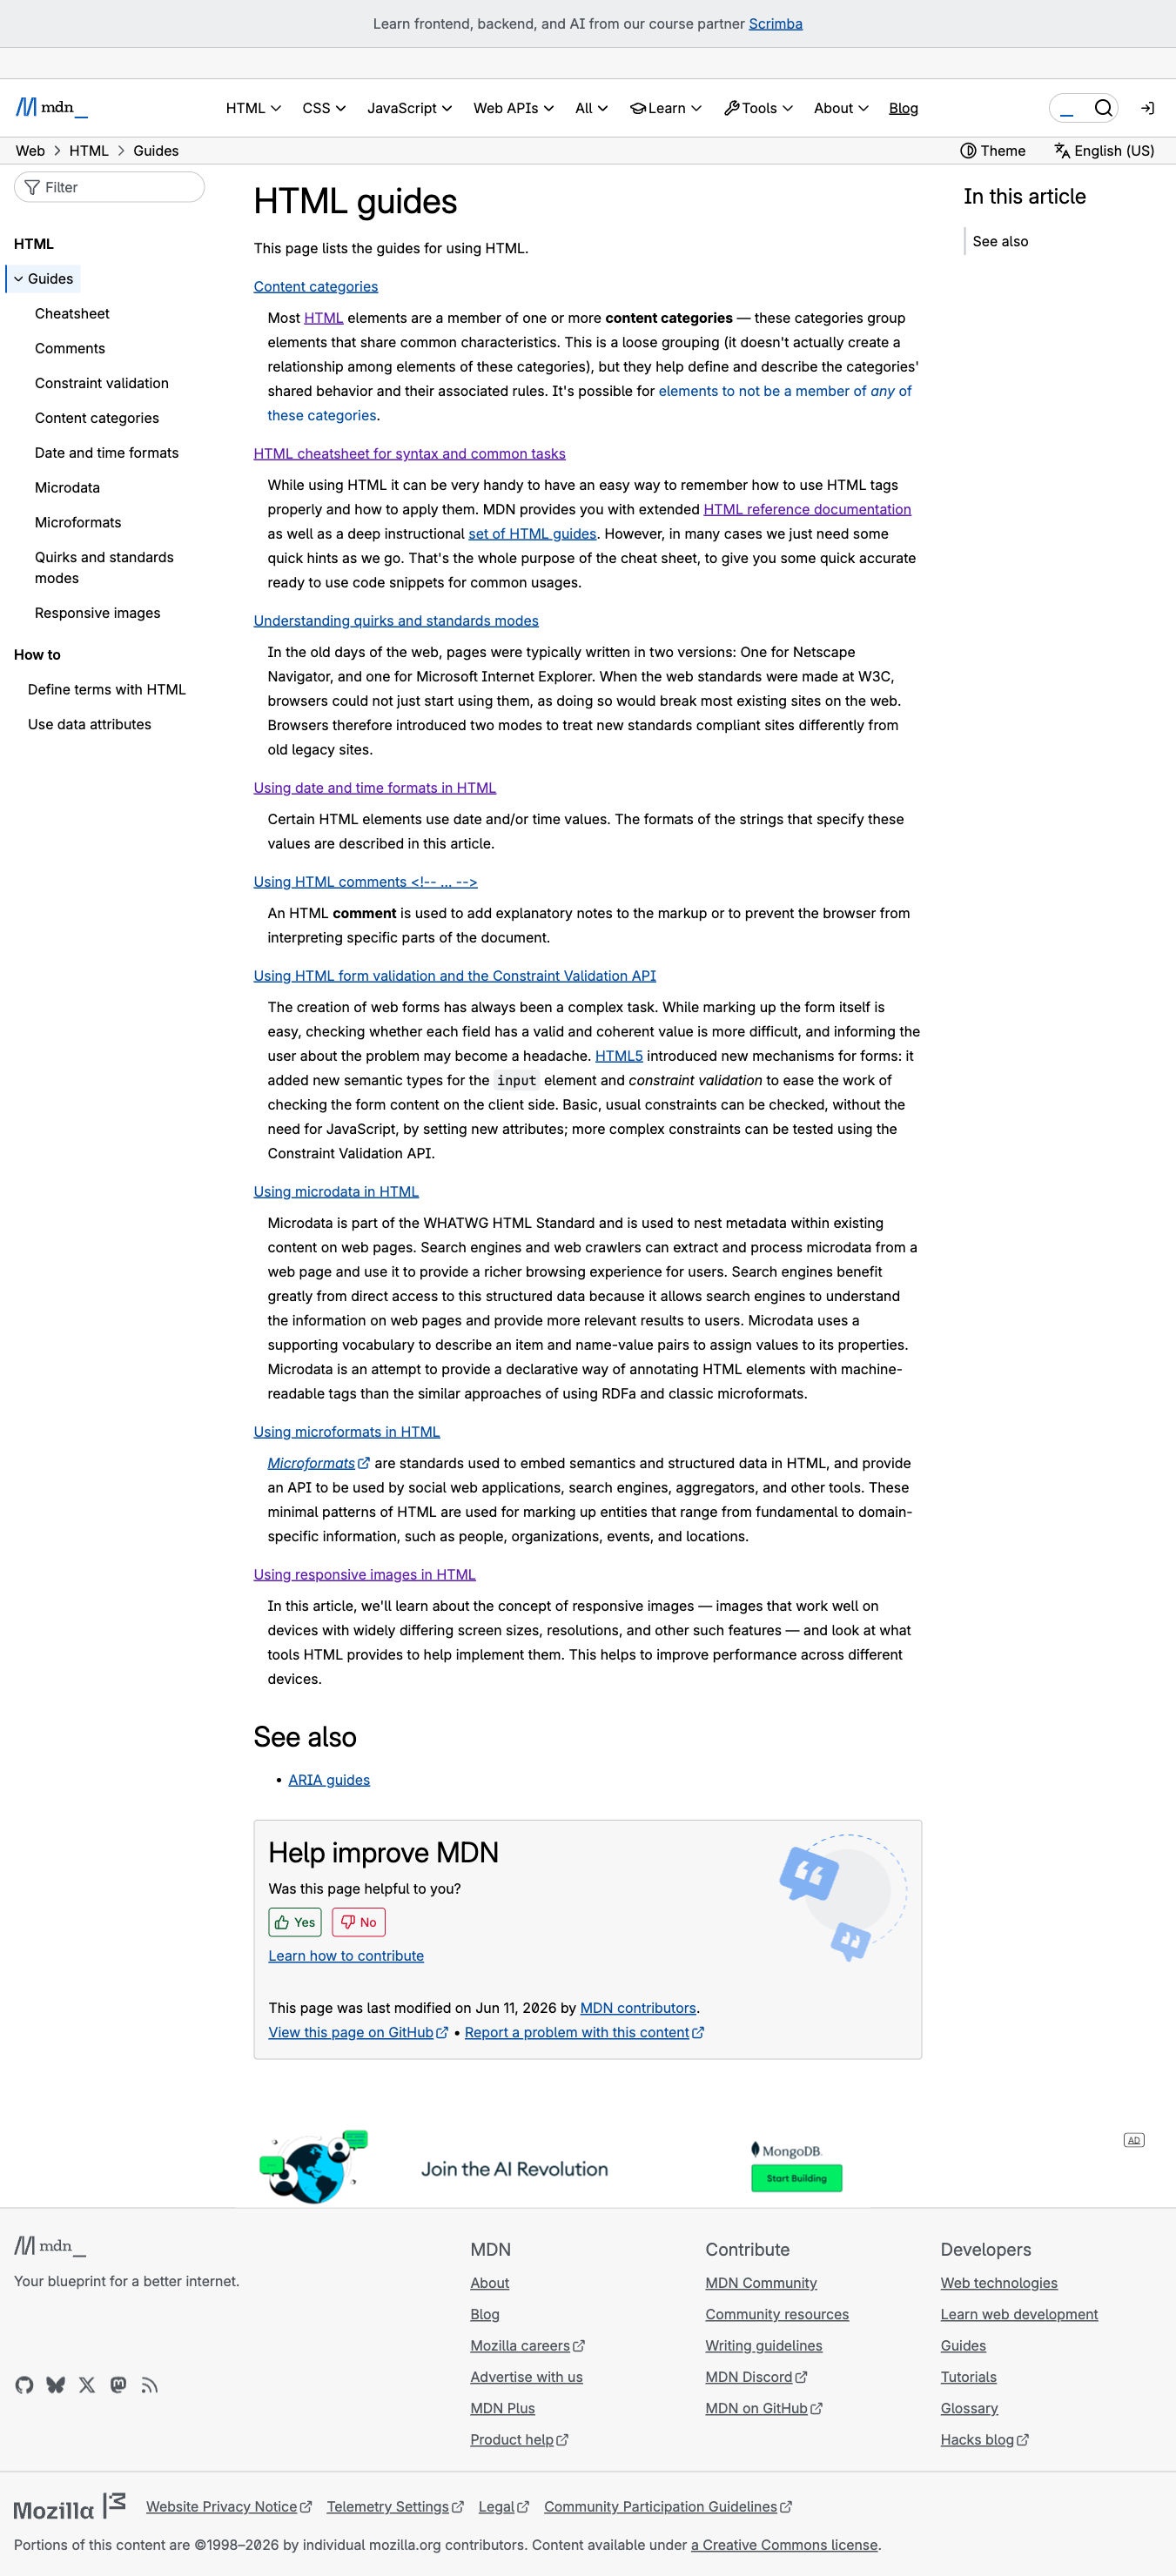 Learn frontend, backend, and AI from our course partner Scrimba
mdn_
HTML CSS JavaScript Web APIs All Learn Tools About Blog
Web > HTML > Guides
Theme English (US)
Filter
HTML
Guides
Cheatsheet
Comments
Constraint validation
Content categories
Date and time formats
Microdata
Microformats
Quirks and standards
modes
Responsive images
How to
Define terms with HTML
Use data attributes
HTML guides
This page lists the guides for using HTML.
Content categories
Most HTML elements are a member of one or more content categories — these categories group
elements that share common characteristics. This is a loose grouping (it doesn't actually create a
relationship among elements of these categories), but they help define and describe the categories'
shared behavior and their associated rules. It's possible for elements to not be a member of any of
these categories.
HTML cheatsheet for syntax and common tasks
While using HTML it can be very handy to have an easy way to remember how to use HTML tags
properly and how to apply them. MDN provides you with extended HTML reference documentation
as well as a deep instructional set of HTML guides. However, in many cases we just need some
quick hints as we go. That's the whole purpose of the cheat sheet, to give you some quick accurate
ready to use code snippets for common usages.
Understanding quirks and standards modes
In the old days of the web, pages were typically written in two versions: One for Netscape
Navigator, and one for Microsoft Internet Explorer. When the web standards were made at W3C,
browsers could not just start using them, as doing so would break most existing sites on the web.
Browsers therefore introduced two modes to treat new standards compliant sites differently from
old legacy sites.
Using date and time formats in HTML
Certain HTML elements use date and/or time values. The formats of the strings that specify these
values are described in this article.
Using HTML comments <!-- … -->
An HTML comment is used to add explanatory notes to the markup or to prevent the browser from
interpreting specific parts of the document.
Using HTML form validation and the Constraint Validation API
The creation of web forms has always been a complex task. While marking up the form itself is
easy, checking whether each field has a valid and coherent value is more difficult, and informing the
user about the problem may become a headache. HTML5 introduced new mechanisms for forms: it
added new semantic types for the input element and constraint validation to ease the work of
checking the form content on the client side. Basic, usual constraints can be checked, without the
need for JavaScript, by setting new attributes; more complex constraints can be tested using the
Constraint Validation API.
Using microdata in HTML
Microdata is part of the WHATWG HTML Standard and is used to nest metadata within existing
content on web pages. Search engines and web crawlers can extract and process microdata from a
web page and use it to provide a richer browsing experience for users. Search engines benefit
greatly from direct access to this structured data because it allows search engines to understand
the information on web pages and provide more relevant results to users. Microdata uses a
supporting vocabulary to describe an item and name-value pairs to assign values to its properties.
Microdata is an attempt to provide a declarative way of annotating HTML elements with machine-
readable tags than the similar approaches of using RDFa and classic microformats.
Using microformats in HTML
Microformats are standards used to embed semantics and structured data in HTML, and provide
an API to be used by social web applications, search engines, aggregators, and other tools. These
minimal patterns of HTML are used for marking up entities that range from fundamental to domain-
specific information, such as people, organizations, events, and locations.
Using responsive images in HTML
In this article, we'll learn about the concept of responsive images — images that work well on
devices with widely differing screen sizes, resolutions, and other such features — and look at what
tools HTML provides to help implement them. This helps to improve performance across different
devices.
See also
• ARIA guides
In this article
See also
Help improve MDN
Was this page helpful to you?
Yes No
Learn how to contribute
This page was last modified on Jun 11, 2026 by MDN contributors.
View this page on GitHub • Report a problem with this content
Join the AI Revolution
MongoDB.
Start Building
AD
mdn_
Your blueprint for a better internet.
MDN
About
Blog
Mozilla careers
Advertise with us
MDN Plus
Product help
Contribute
MDN Community
Community resources
Writing guidelines
MDN Discord
MDN on GitHub
Developers
Web technologies
Learn web development
Guides
Tutorials
Glossary
Hacks blog
Mozilla
Website Privacy Notice Telemetry Settings Legal Community Participation Guidelines
Portions of this content are ©1998–2026 by individual mozilla.org contributors. Content available under a Creative Commons license.